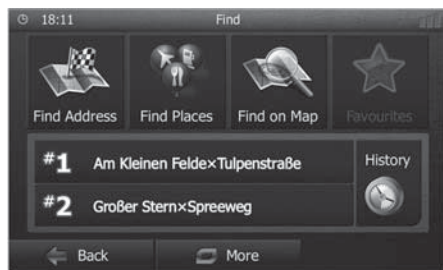 18:11 Find
Find Address Find Places Find on Map Favourites
#1 Am Kleinen Felde×Tulpenstraße History
#2 Großer Stern×Spreeweg
Back More